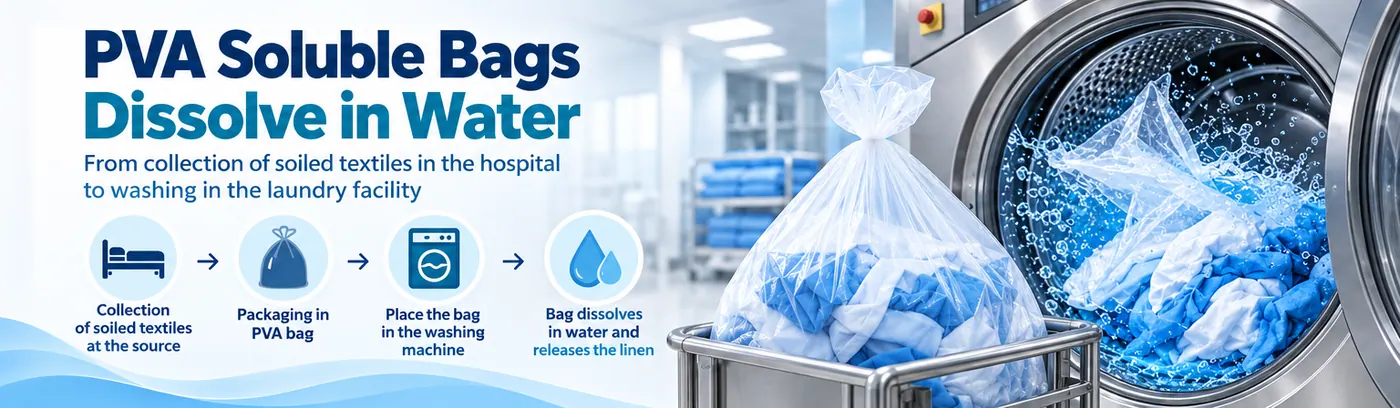 PVA Soluble Bags
Dissolve in Water
From collection of soiled textiles in the hospital
to washing in the laundry facility
Collection
of soiled textiles
at the source
Packaging in
PVA bag
Place the bag
in the washing
machine
Bag dissolves
in water and
releases the linen